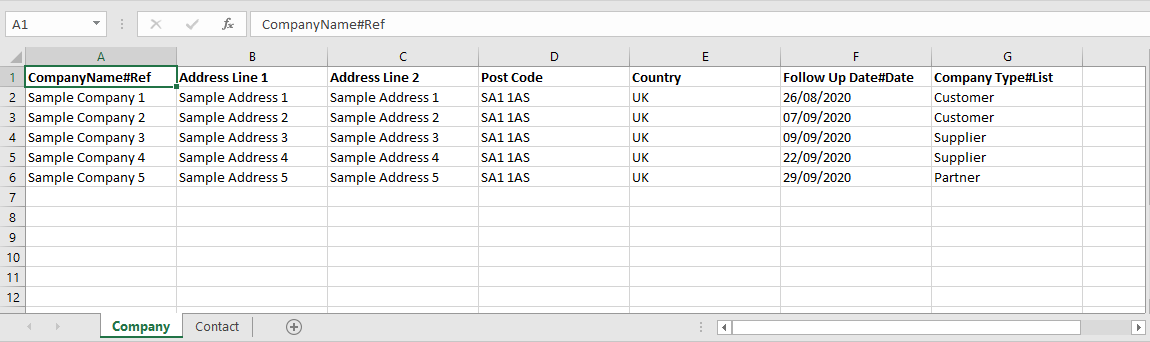 A1 fx CompanyName#Ref
A B C D E F G
1 CompanyName#Ref Address Line 1 Address Line 2 Post Code Country Follow Up Date#Date Company Type#List
2 Sample Company 1 Sample Address 1 Sample Address 1 SA1 1AS UK 26/08/2020 Customer
3 Sample Company 2 Sample Address 2 Sample Address 2 SA1 1AS UK 07/09/2020 Customer
4 Sample Company 3 Sample Address 3 Sample Address 3 SA1 1AS UK 09/09/2020 Supplier
5 Sample Company 4 Sample Address 4 Sample Address 4 SA1 1AS UK 22/09/2020 Supplier
6 Sample Company 5 Sample Address 5 Sample Address 5 SA1 1AS UK 29/09/2020 Partner
7
8
9
10
11
12
Company Contact